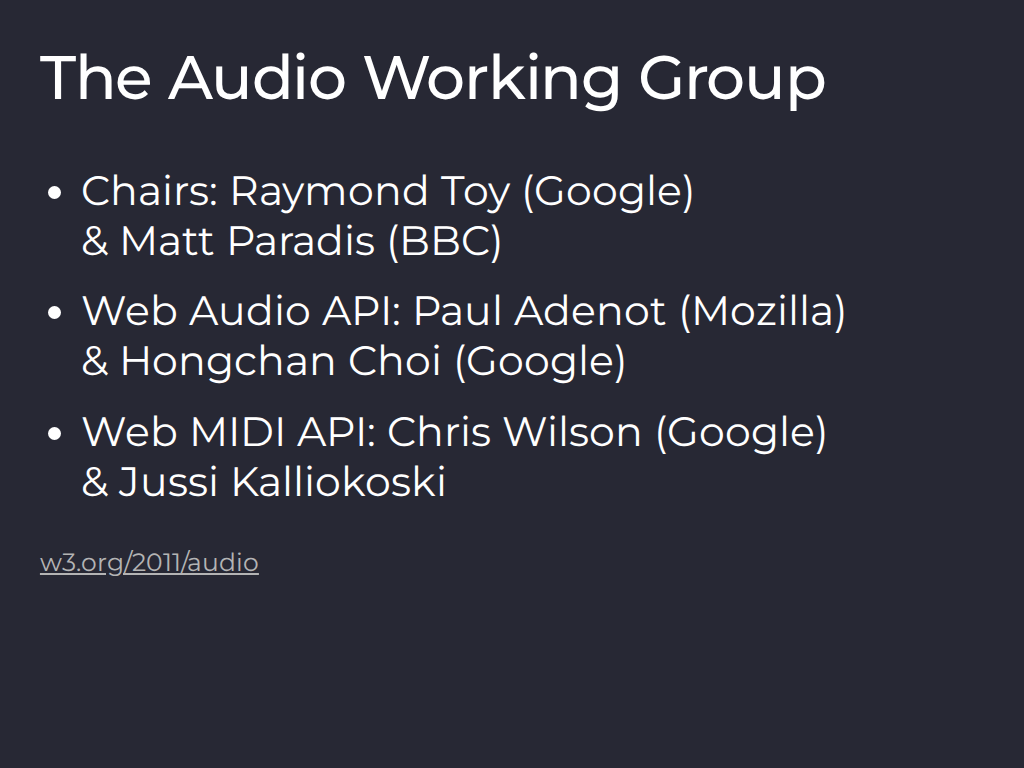 The Audio Working Group
• Chairs: Raymond Toy (Google)
& Matt Paradis (BBC)
• Web Audio API: Paul Adenot (Mozilla)
& Hongchan Choi (Google)
• Web MIDI API: Chris Wilson (Google)
& Jussi Kalliokoski
w3.org/2011/audio